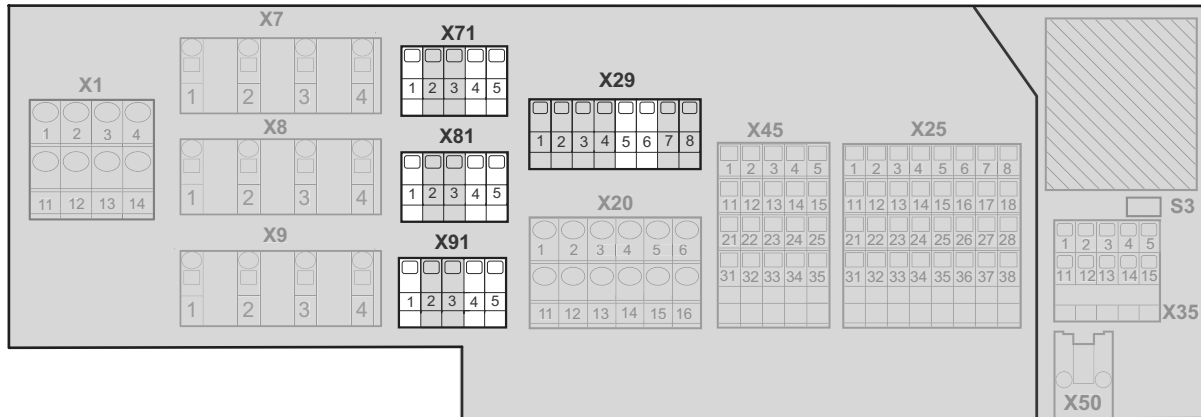 X1
1 2 3 4
11 12 13 14
X7
1 2 3 4
X8
1 2 3 4
X9
1 2 3 4
X71
1 2 3 4 5
X81
1 2 3 4 5
X91
1 2 3 4 5
X29
1 2 3 4 5 6 7 8
X20
1 2 3 4 5 6
11 12 13 14 15 16
X45
1 2 3 4 5
11 12 13 14 15
21 22 23 24 25
31 32 33 34 35
X25
1 2 3 4 5 6 7 8
11 12 13 14 15 16 17 18
21 22 23 24 25 26 27 28
31 32 33 34 35 36 37 38
S3
1 2 3 4 5
11 12 13 14 15
X35
X50